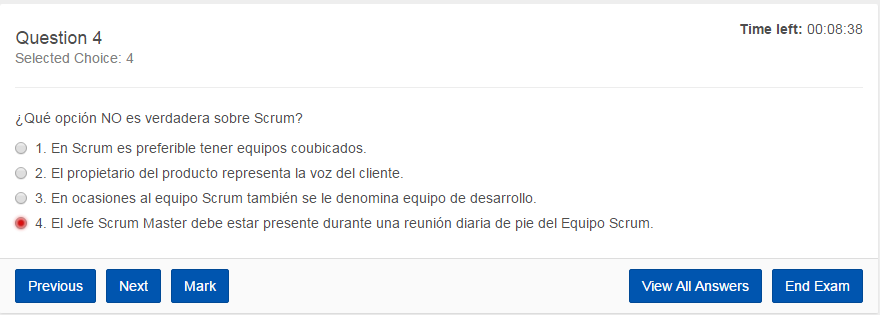 Question 4
Time left: 00:08:38
Selected Choice: 4
¿Qué opción NO es verdadera sobre Scrum?
1. En Scrum es preferible tener equipos coubicados.
2. El propietario del producto representa la voz del cliente.
3. En ocasiones al equipo Scrum también se le denomina equipo de desarrollo.
4. El Jefe Scrum Master debe estar presente durante una reunión diaria de pie del Equipo Scrum.
Previous Next Mark View All Answers End Exam